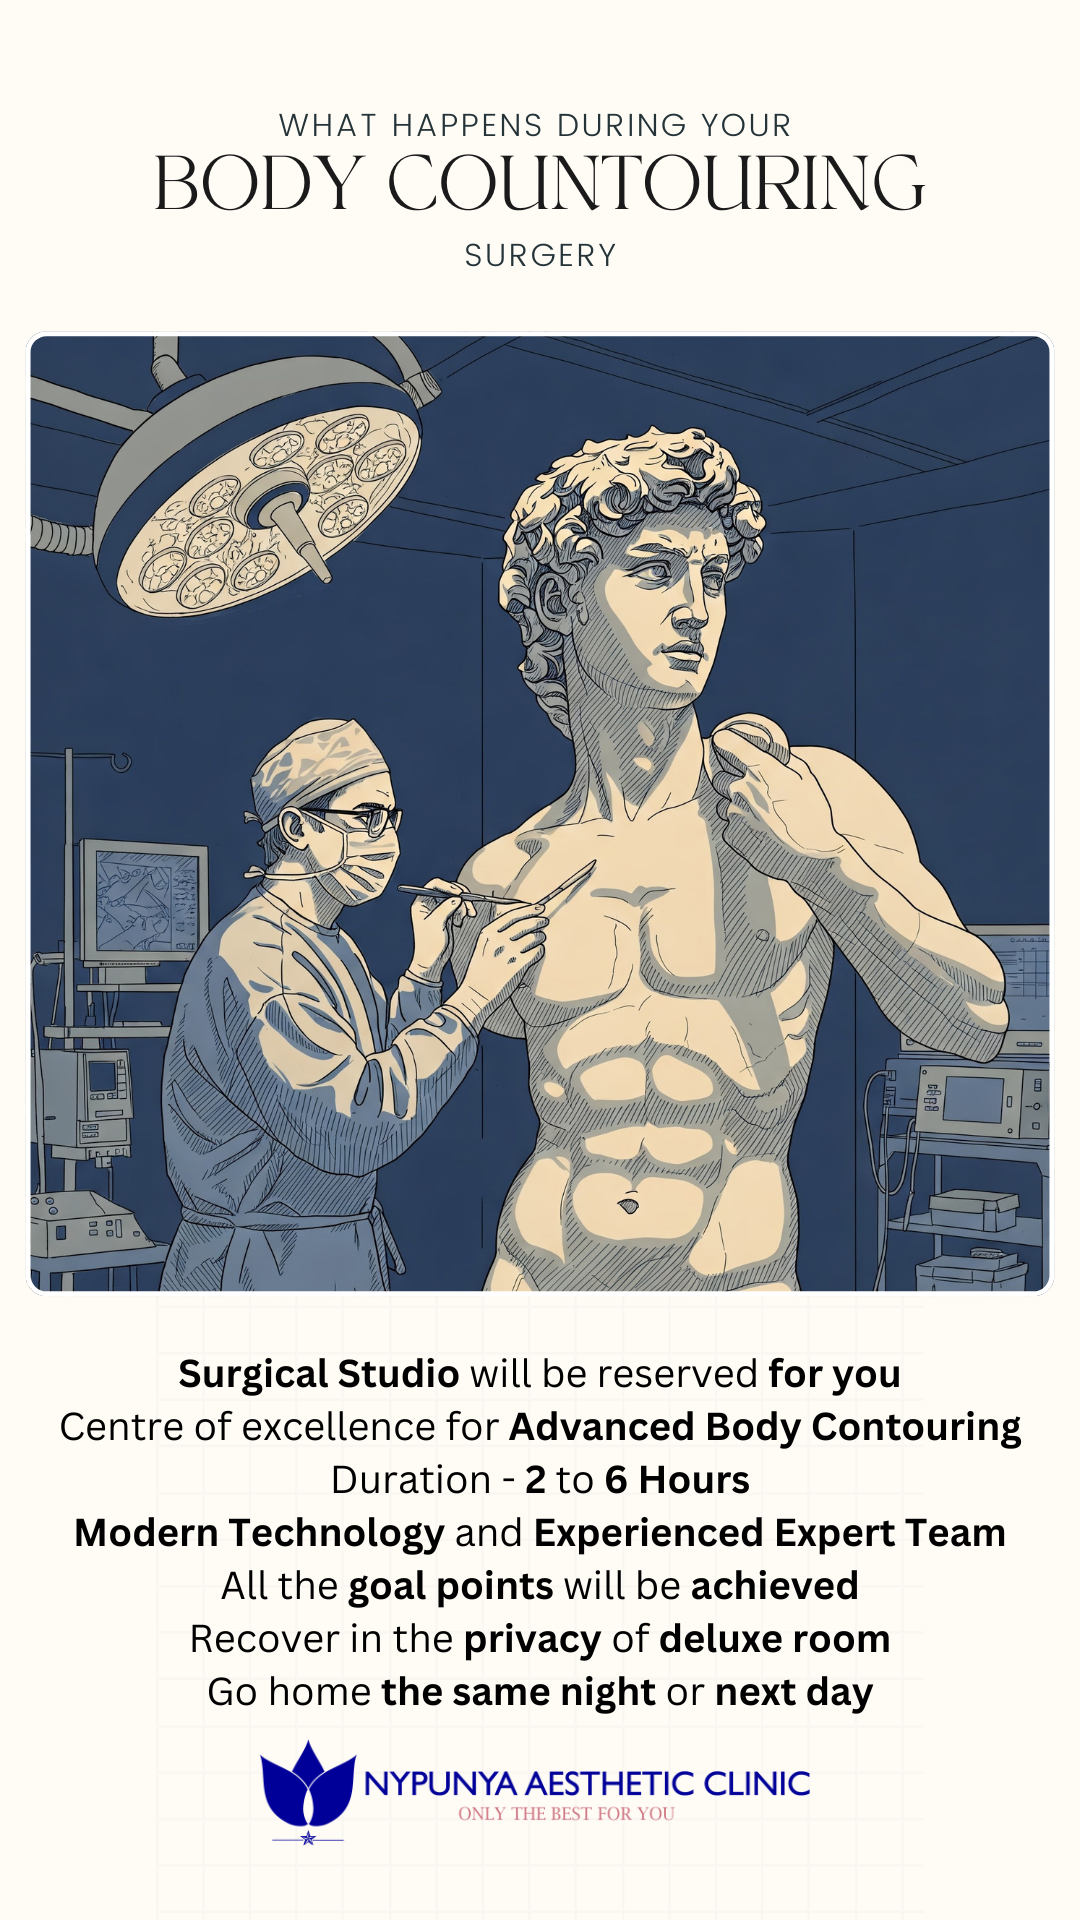 WHAT HAPPENS DURING YOUR
BODY COUNTOURING
SURGERY
Surgical Studio will be reserved for you
Centre of excellence for Advanced Body Contouring
Duration - 2 to 6 Hours
Modern Technology and Experienced Expert Team
All the goal points will be achieved
Recover in the privacy of deluxe room
Go home the same night or next day
NYPUNYA AESTHETIC CLINIC
ONLY THE BEST FOR YOU